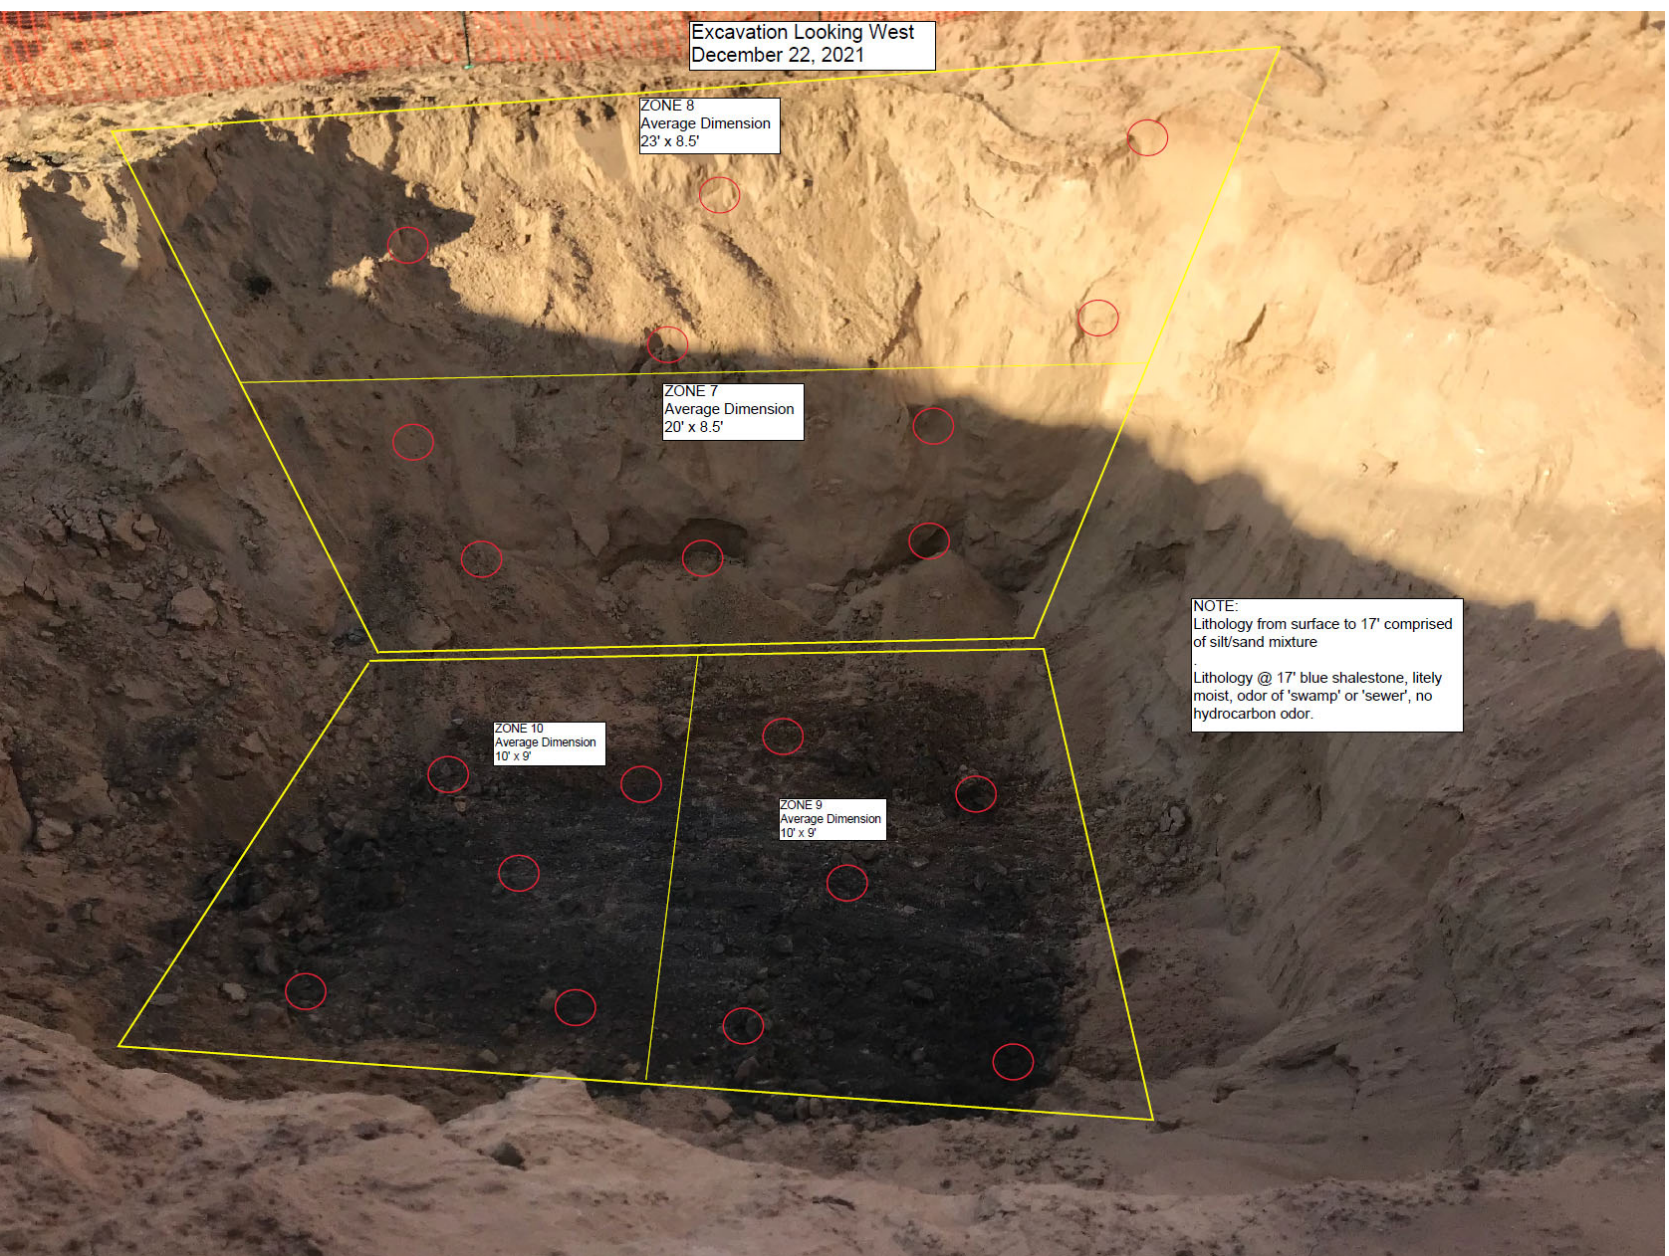 Excavation Looking West
December 22, 2021
ZONE 8
Average Dimension
23' x 8.5'
ZONE 7
Average Dimension
20' x 8.5'
NOTE:
Lithology from surface to 17' comprised
of silt/sand mixture
.
Lithology @ 17' blue shalestone, litely
moist, odor of 'swamp' or 'sewer', no
hydrocarbon odor.
ZONE 10
Average Dimension
10' x 9'
ZONE 9
Average Dimension
10' x 9'